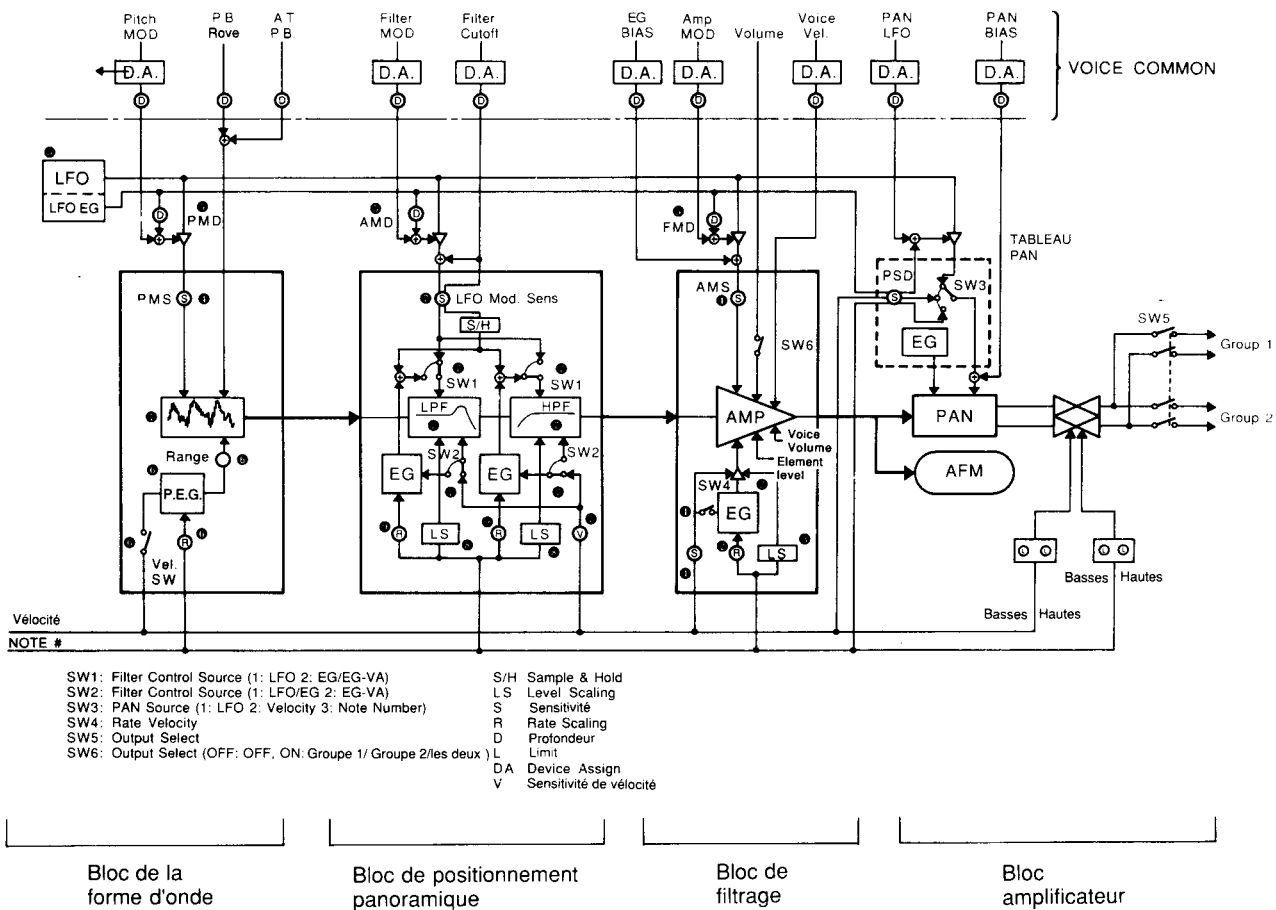 Pitch MOD
P B Rove
A T P B.
Filter MOD
Filter Cutoff
EG BIAS
Amp MOD
Volume
Voice Vel.
PAN LFO
PAN BIAS
D.A.
D.A.
D.A.
D.A.
D.A.
D.A.
D.A.
D.A.
VOICE COMMON
D
D
D
D
D
D
D
D
D
D
LFO
LFO EG
D
PMD
D
AMD
D
FMD
TABLEAU PAN
PMS
S
S
LFO Mod. Sens
S/H
AMS
S
PSD
S
SW3
SW5
Group 1
SW1
SW1
SW6
EG
LPF
HPF
AMP
PAN
Group 2
Range
SW2
SW2
Voice Volume
Element level
AFM
P.E.G.
EG
EG
SW4
EG
R
Vel. SW
R
LS
R
LS
V
S
R
LS
L L
L L
Basses Hautes
Basses Hautes
Vélocité
NOTE #
SW1: Filter Control Source (1: LFO 2: EG/EG-VA)
SW2: Filter Control Source (1: LFO/EG 2: EG-VA)
SW3: PAN Source (1: LFO 2: Velocity 3: Note Number)
SW4: Rate Velocity
SW5: Output Select
SW6: Output Select (OFF: OFF, ON: Groupe 1/ Groupe 2/les deux )
S/H Sample & Hold
LS Level Scaling
S Sensitivité
R Rate Scaling
D Profondeur
L Limit
DA Device Assign
V Sensitivité de vélocité
Bloc de la forme d'onde
Bloc de positionnement panoramique
Bloc de filtrage
Bloc amplificateur